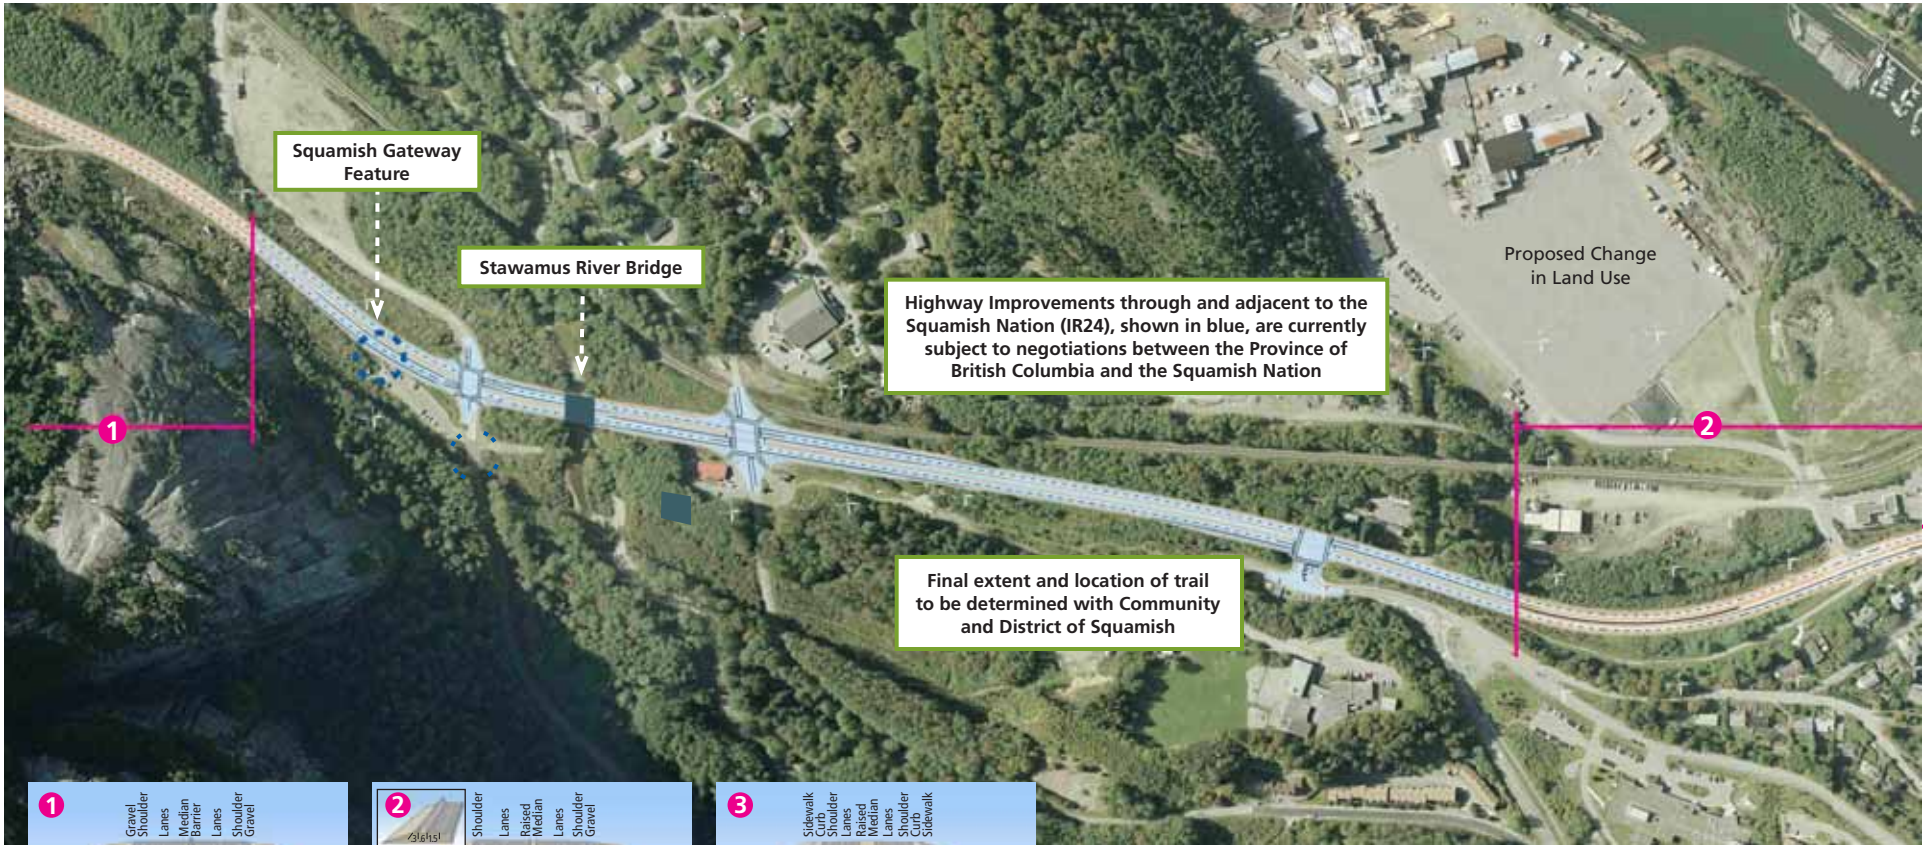 Squamish Gateway
Feature
Stawamus River Bridge
Highway Improvements through and adjacent to the
Squamish Nation (IR24), shown in blue, are currently
subject to negotiations between the Province of
British Columbia and the Squamish Nation
Proposed Change
in Land Use
1
2
Final extent and location of trail
to be determined with Community
and District of Squamish
1
Gravel
Shoulder
Lanes
Median
Barrier
Lanes
Shoulder
Gravel
2
Shoulder
Lanes
Raised
Median
Lanes
Shoulder
Gravel
3
Sidewalk
Curb
Shoulder
Lanes
Raised
Median
Lanes
Shoulder
Curb
Sidewalk